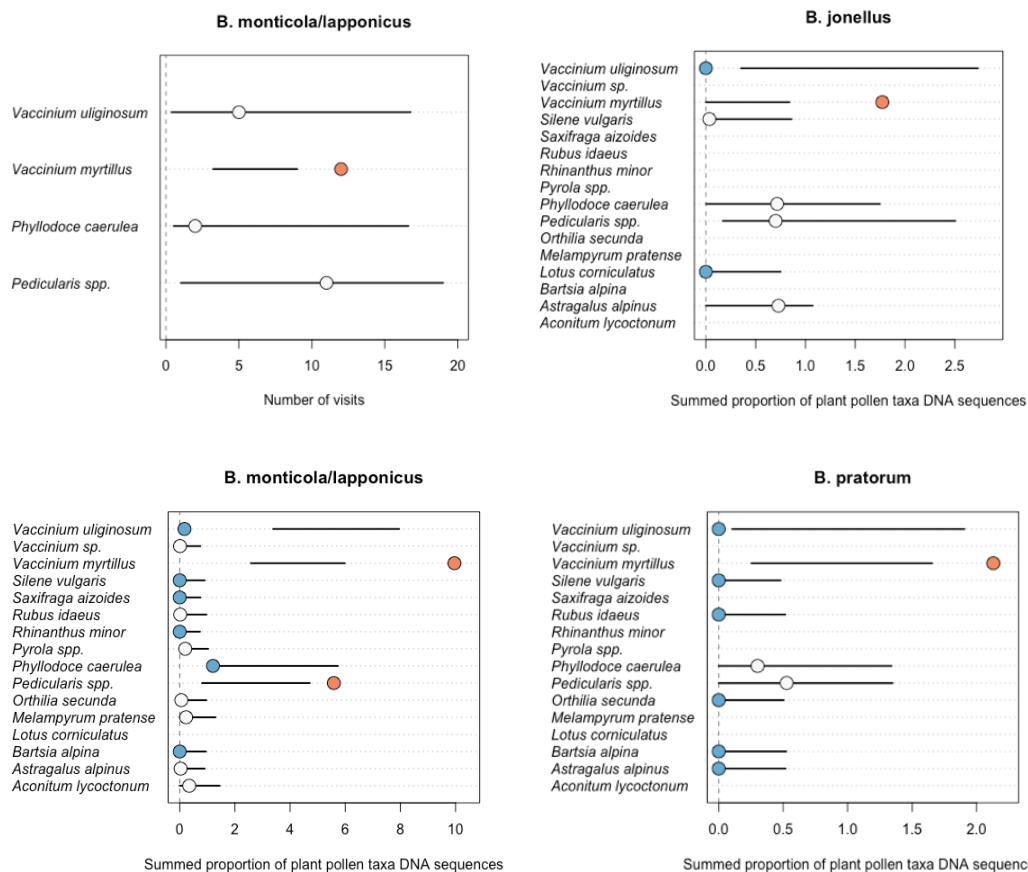 B. monticola/lapponicus
Vaccinium uliginosum
Vaccinium myrtillus
Phyllodoce caerulea
Pedicularis spp.
0 5 10 15 20
Number of visits
B. jonellus
Vaccinium uliginosum
Vaccinium sp.
Vaccinium myrtillus
Silene vulgaris
Saxifraga aizoides
Rubus idaeus
Rhinanthus minor
Pyrola spp.
Phyllodoce caerulea
Pedicularis spp.
Orthilia secunda
Melampyrum pratense
Lotus corniculatus
Bartsia alpina
Astragalus alpinus
Aconitum lycoctonum
0.0 0.5 1.0 1.5 2.0 2.5
Summed proportion of plant pollen taxa DNA sequences
B. monticola/lapponicus
Vaccinium uliginosum
Vaccinium sp.
Vaccinium myrtillus
Silene vulgaris
Saxifraga aizoides
Rubus idaeus
Rhinanthus minor
Pyrola spp.
Phyllodoce caerulea
Pedicularis spp.
Orthilia secunda
Melampyrum pratense
Lotus corniculatus
Bartsia alpina
Astragalus alpinus
Aconitum lycoctonum
0 2 4 6 8 10
Summed proportion of plant pollen taxa DNA sequences
B. pratorum
Vaccinium uliginosum
Vaccinium sp.
Vaccinium myrtillus
Silene vulgaris
Saxifraga aizoides
Rubus idaeus
Rhinanthus minor
Pyrola spp.
Phyllodoce caerulea
Pedicularis spp.
Orthilia secunda
Melampyrum pratense
Lotus corniculatus
Bartsia alpina
Astragalus alpinus
Aconitum lycoctonum
0.0 0.5 1.0 1.5 2.0
Summed proportion of plant pollen taxa DNA sequenc